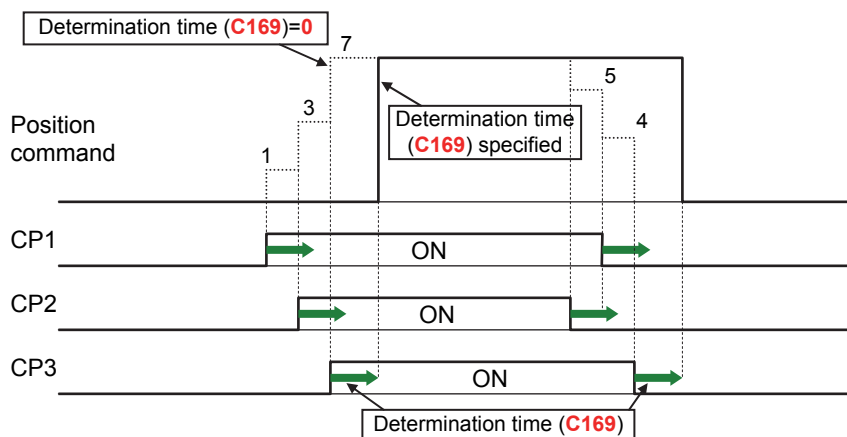 Determination time (C169)=0
7
5
3
Determination time
(C169) specified
4
Position
command
1
CP1
ON
CP2
ON
CP3
ON
Determination time (C169)